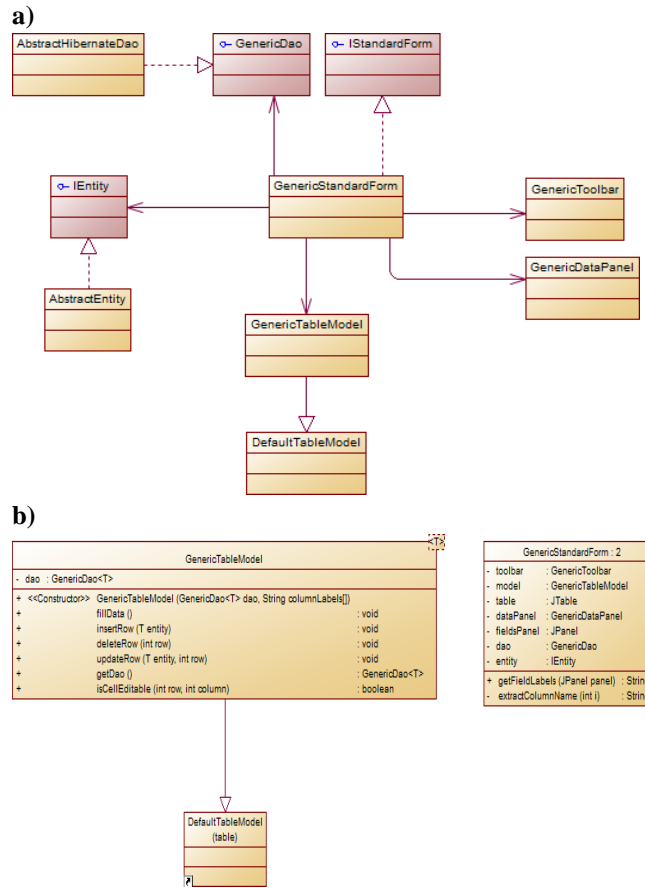 a)
AbstractHibernateDao
GenericDao
IStandardForm
IEntity
GenericStandardForm
GenericToolbar
GenericDataPanel
AbstractEntity
GenericTableModel
DefaultTableModel
b)
<T>
GenericTableModel
- dao : GenericDao<T>
+ <<Constructor>> GenericTableModel (GenericDao<T> dao, String columnLabels[])
+ fillData () : void
+ insertRow (T entity) : void
+ deleteRow (int row) : void
+ updateRow (T entity, int row) : void
+ getDao () : GenericDao<T>
+ isCellEditable (int row, int column) : boolean
GenericStandardForm : 2
- toolbar : GenericToolbar
- model : GenericTableModel
- table : JTable
- dataPanel : GenericDataPanel
- fieldsPanel : JPanel
- dao : GenericDao
- entity : IEntity
+ getFieldLabels (JPanel panel) : Strin
- extractColumnName (int i) : Strin
DefaultTableModel
(table)